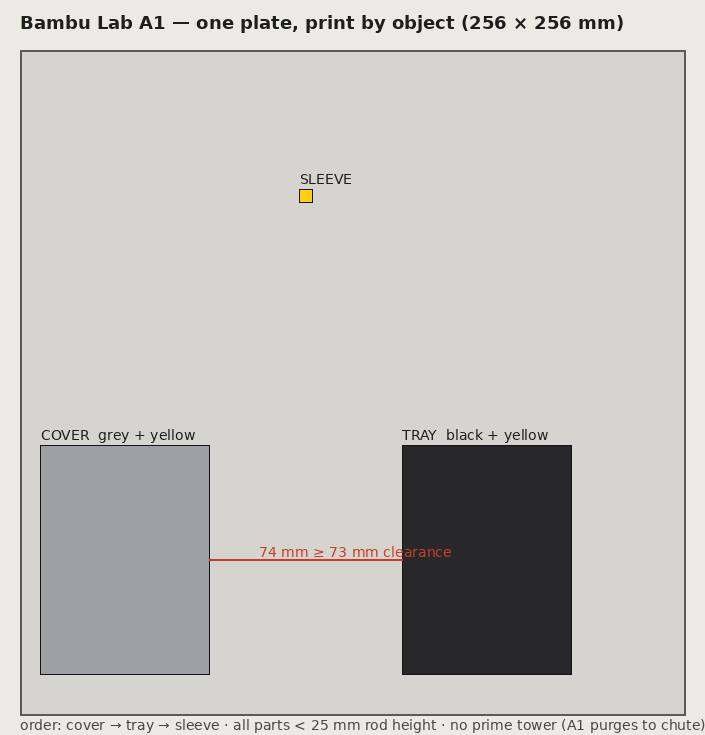 Bambu Lab A1 — one plate, print by object (256 × 256 mm)
SLEEVE
COVER  grey + yellow
TRAY  black + yellow
74 mm ≥ 73 mm clearance
order: cover → tray → sleeve · all parts < 25 mm rod height · no prime tower (A1 purges to chute)